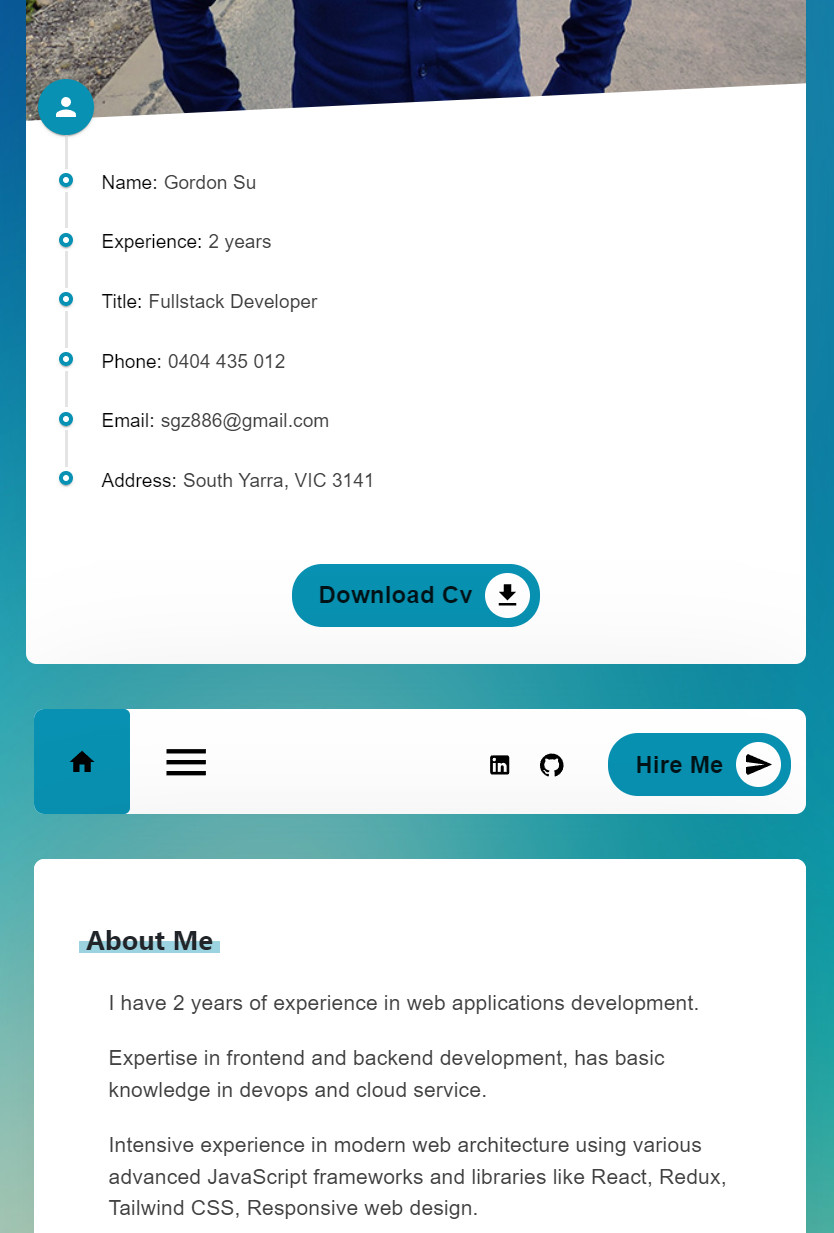 Name: Gordon Su
Experience: 2 years
Title: Fullstack Developer
Phone: 0404 435 012
Email: sgz886@gmail.com
Address: South Yarra, VIC 3141
Download Cv
in
Hire Me
About Me
I have 2 years of experience in web applications development.
Expertise in frontend and backend development, has basic
knowledge in devops and cloud service.
Intensive experience in modern web architecture using various
advanced JavaScript frameworks and libraries like React, Redux,
Tailwind CSS, Responsive web design.